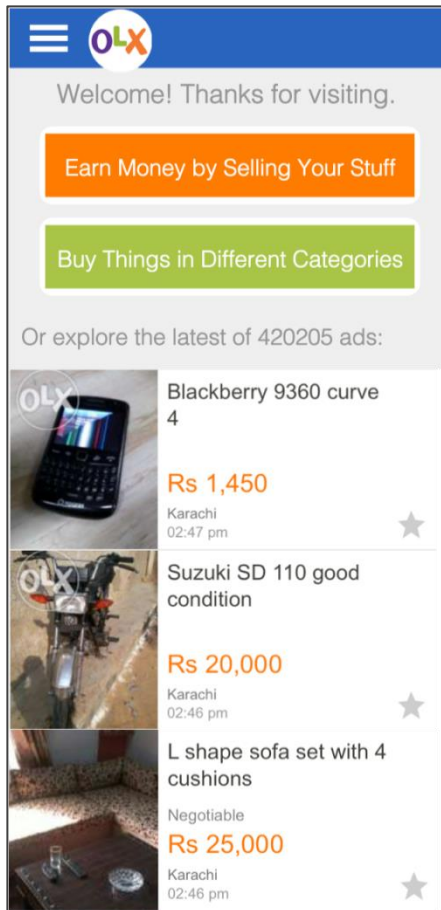 OLX
Welcome! Thanks for visiting.
Earn Money by Selling Your Stuff
Buy Things in Different Categories
Or explore the latest of 420205 ads:
OLX
Blackberry 9360 curve
4
Rs 1,450
Karachi
02:47 pm
OLX
Suzuki SD 110 good
condition
Rs 20,000
Karachi
02:46 pm
L shape sofa set with 4
cushions
Negotiable
Rs 25,000
Karachi
02:46 pm